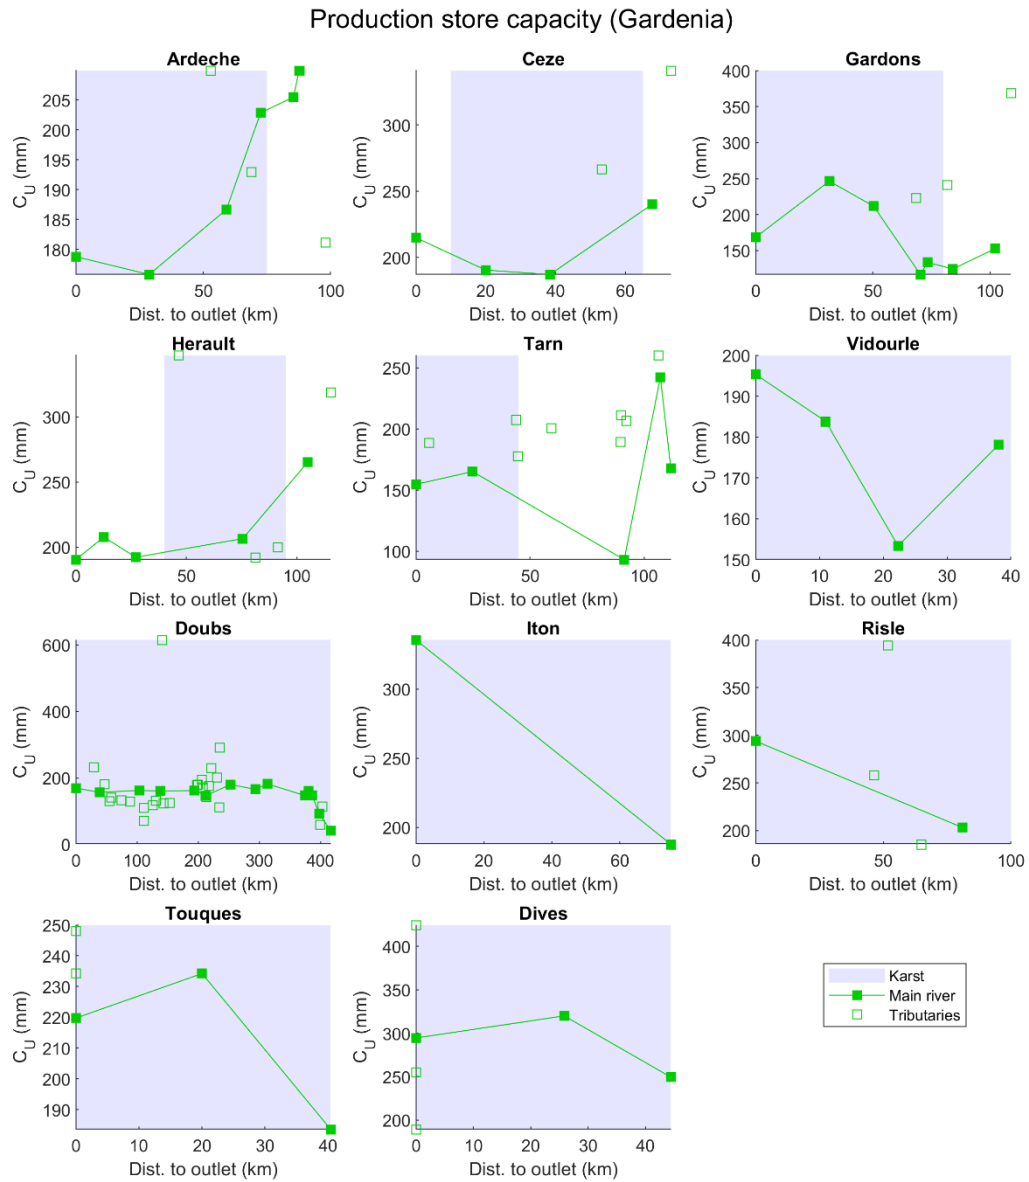 Production store capacity (Gardenia)
Ardeche
C_U (mm)
205
200
195
190
185
180
0 50 100
Dist. to outlet (km)
Ceze
C_U (mm)
300
250
200
0 20 40 60
Dist. to outlet (km)
Gardons
C_U (mm)
400
350
300
250
200
150
0 50 100
Dist. to outlet (km)
Herault
C_U (mm)
300
250
200
0 50 100
Dist. to outlet (km)
Tarn
C_U (mm)
250
200
150
100
0 50 100
Dist. to outlet (km)
Vidourle
C_U (mm)
200
190
180
170
160
150
0 10 20 30 40
Dist. to outlet (km)
Doubs
C_U (mm)
600
400
200
0
0 100 200 300 400
Dist. to outlet (km)
Iton
C_U (mm)
300
250
200
0 20 40 60
Dist. to outlet (km)
Risle
C_U (mm)
400
350
300
250
200
0 50 100
Dist. to outlet (km)
Touques
C_U (mm)
250
240
230
220
210
200
190
0 10 20 30 40
Dist. to outlet (km)
Dives
C_U (mm)
400
350
300
250
200
0 10 20 30 40
Dist. to outlet (km)
Karst
Main river
Tributaries